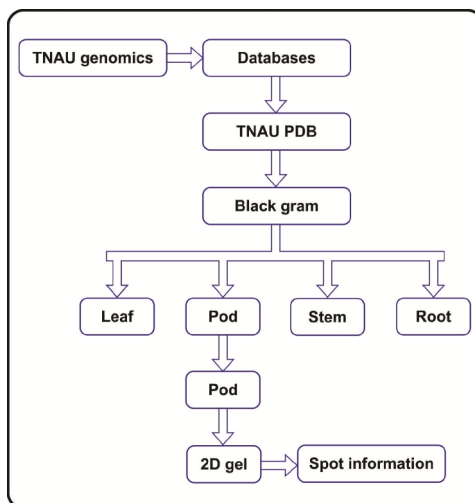 TNAU genomics
Databases
TNAU PDB
Black gram
Leaf
Pod
Stem
Root
Pod
2D gel
Spot information